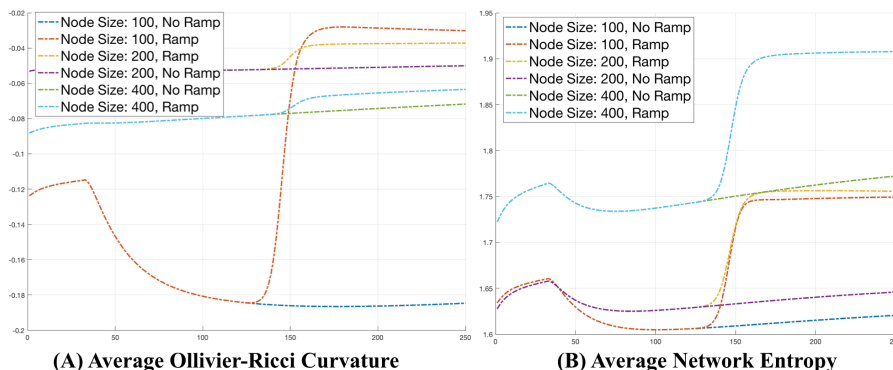 -0.02
-0.04
-0.06
-0.08
-0.1
-0.12
-0.14
-0.16
-0.18
-0.2
0
50
100
150
200
250
Node Size: 100, No Ramp
Node Size: 100, Ramp
Node Size: 200, Ramp
Node Size: 200, No Ramp
Node Size: 400, No Ramp
Node Size: 400, Ramp
(A) Average Ollivier-Ricci Curvature
1.95
1.9
1.85
1.8
1.75
1.7
1.65
1.6
0
50
100
150
200
Node Size: 100, No Ramp
Node Size: 100, Ramp
Node Size: 200, Ramp
Node Size: 200, No Ramp
Node Size: 400, No Ramp
Node Size: 400, Ramp
(B) Average Network Entropy